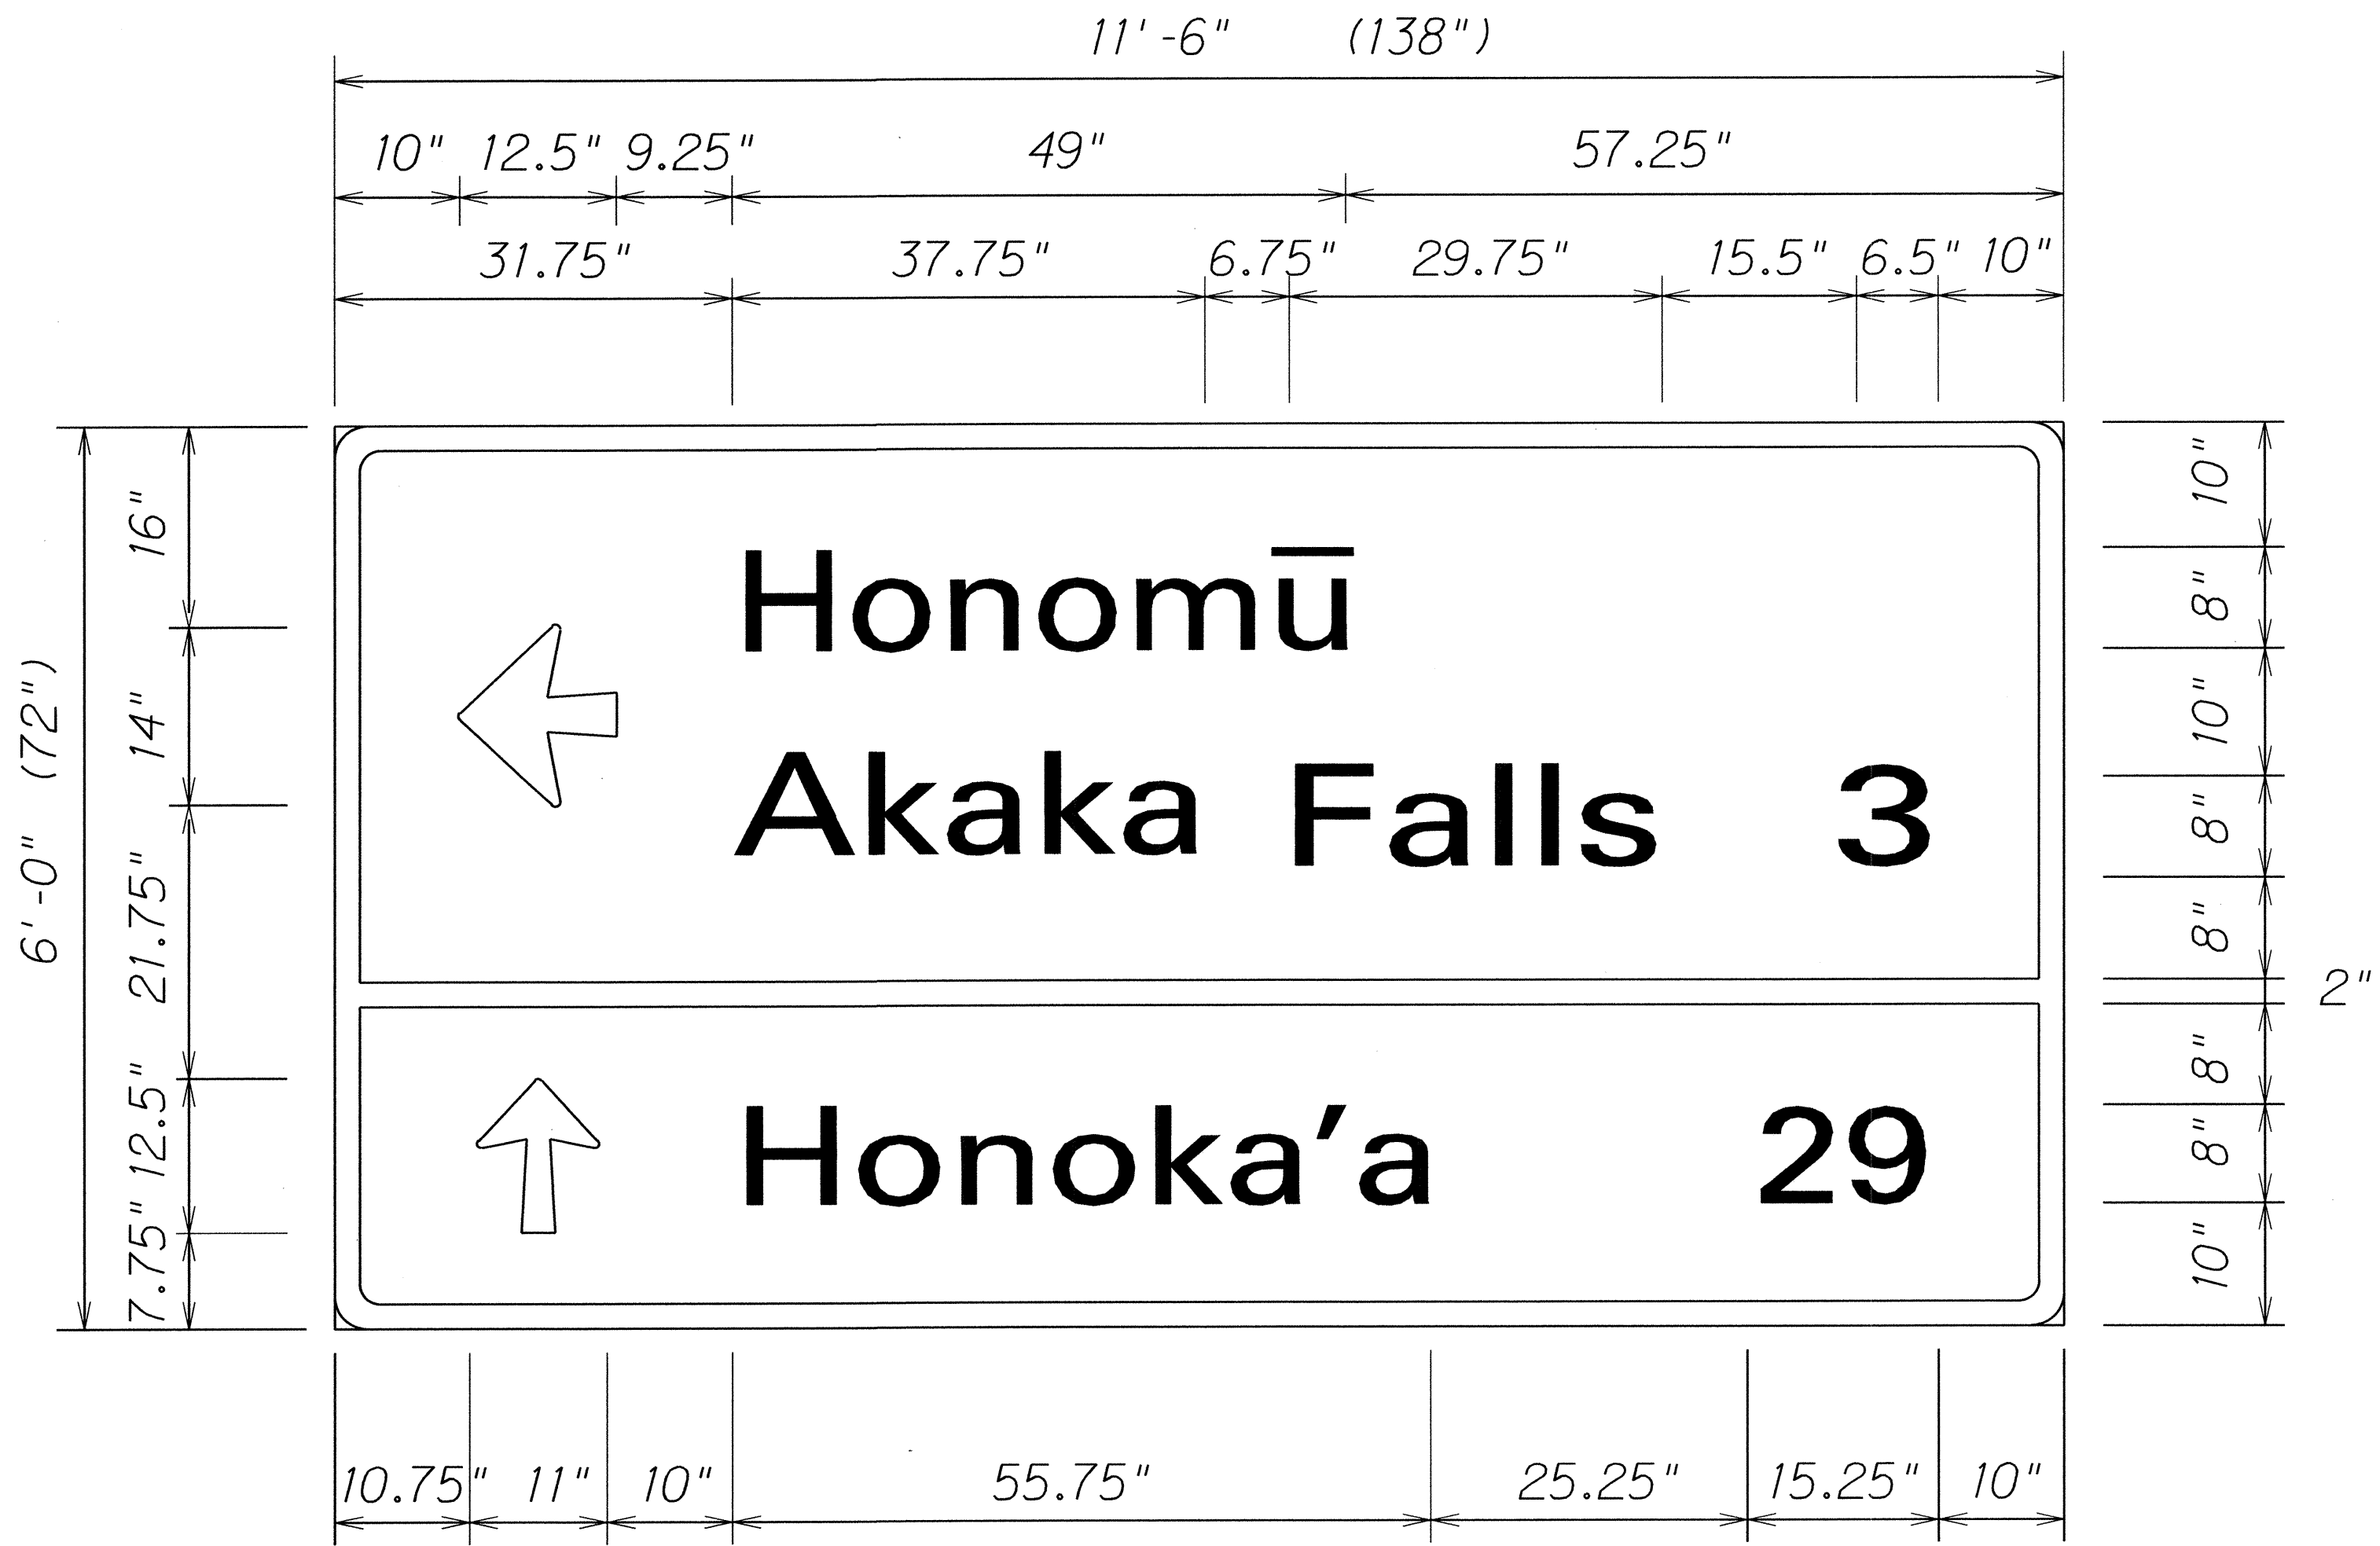 11'-6" (138")
10" 12.5" 9.25" 49" 57.25"
31.75" 37.75" 6.75" 29.75" 15.5" 6.5" 10"
6'-0" (72")
16"
14"
21.75"
12.5"
7.75"
Honomū
Akaka Falls 3
Honoka'a 29
10"
8"
10"
8"
8"
2"
8"
8"
10"
10.75" 11" 10" 55.75" 25.25" 15.25" 10"